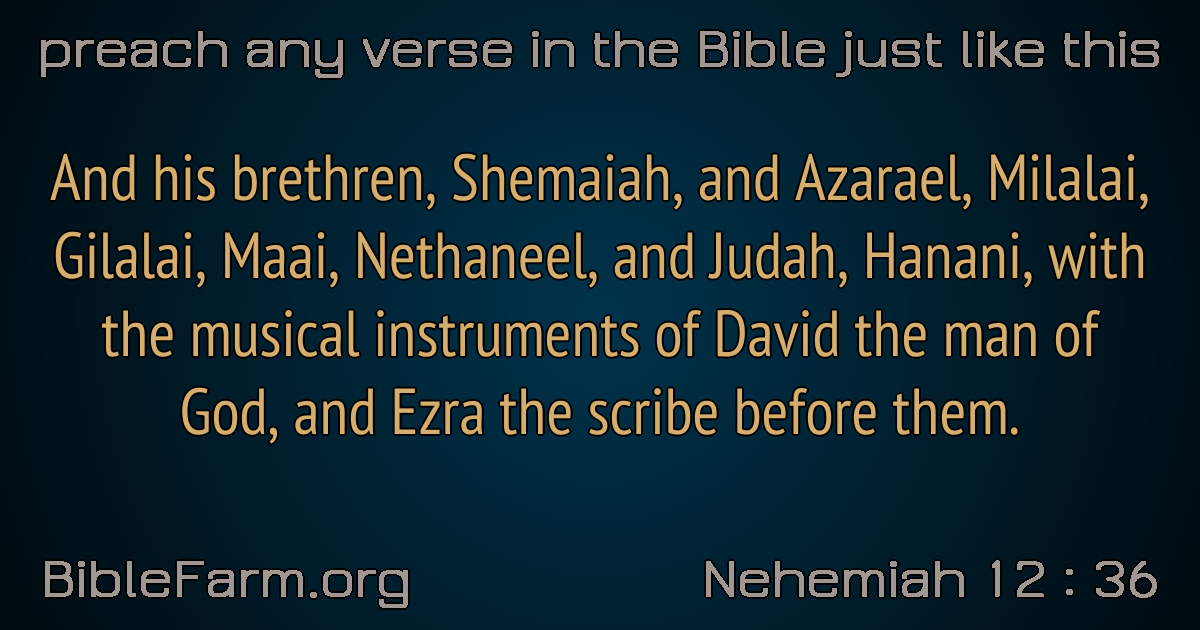 preach any verse in the Bible just like this
And his brethren, Shemaiah, and Azarael, Milalai,
Gilalai, Maai, Nethaneel, and Judah, Hanani, with
the musical instruments of David the man of
God, and Ezra the scribe before them.
BibleFarm.org
Nehemiah 12 : 36